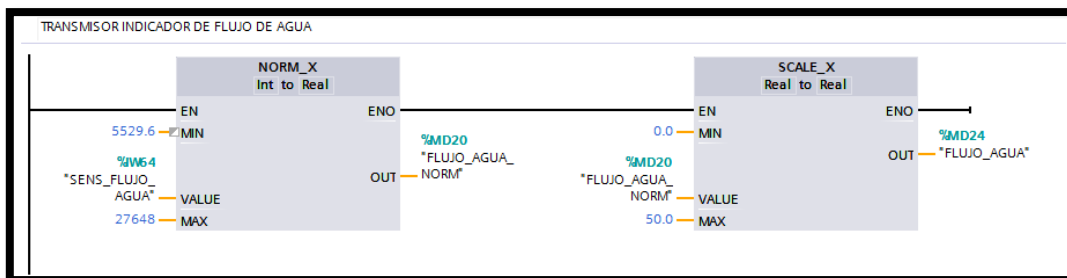 TRANSMISOR INDICADOR DE FLUJO DE AGUA
NORM_X
Int to Real
EN
ENO
5529.6
MIN
%IW64
"SENS_FLUJO_
AGUA"
VALUE
27648
MAX
%MD20
"FLUJO_AGUA_
NORM"
OUT
SCALE_X
Real to Real
EN
ENO
0.0
MIN
%MD20
"FLUJO_AGUA_
NORM"
VALUE
50.0
MAX
%MD24
"FLUJO_AGUA"
OUT